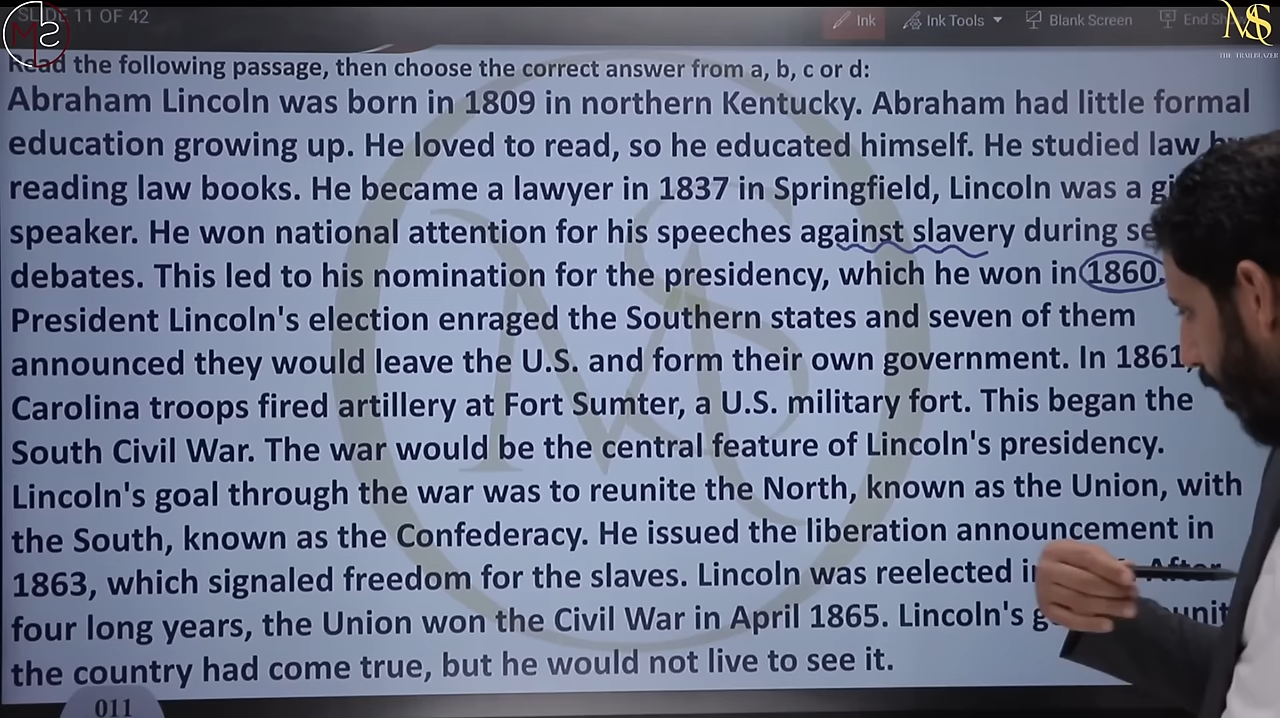 SLIDE 11 OF 42
Ink
Ink Tools
Blank Screen
End
MS
THE TRAILBLAZER
Read the following passage, then choose the correct answer from a, b, c or d:
Abraham Lincoln was born in 1809 in northern Kentucky. Abraham had little formal
education growing up. He loved to read, so he educated himself. He studied law
reading law books. He became a lawyer in 1837 in Springfield, Lincoln was a
speaker. He won national attention for his speeches against slavery during
debates. This led to his nomination for the presidency, which he won in 1860.
President Lincoln's election enraged the Southern states and seven of them
announced they would leave the U.S. and form their own government. In 1861,
Carolina troops fired artillery at Fort Sumter, a U.S. military fort. This began the
South Civil War. The war would be the central feature of Lincoln's presidency.
Lincoln's goal through the war was to reunite the North, known as the Union, with
the South, known as the Confederacy. He issued the liberation announcement in
1863, which signaled freedom for the slaves. Lincoln was reelected After
four long years, the Union won the Civil War in April 1865. Lincoln's
the country had come true, but he would not live to see it.
011